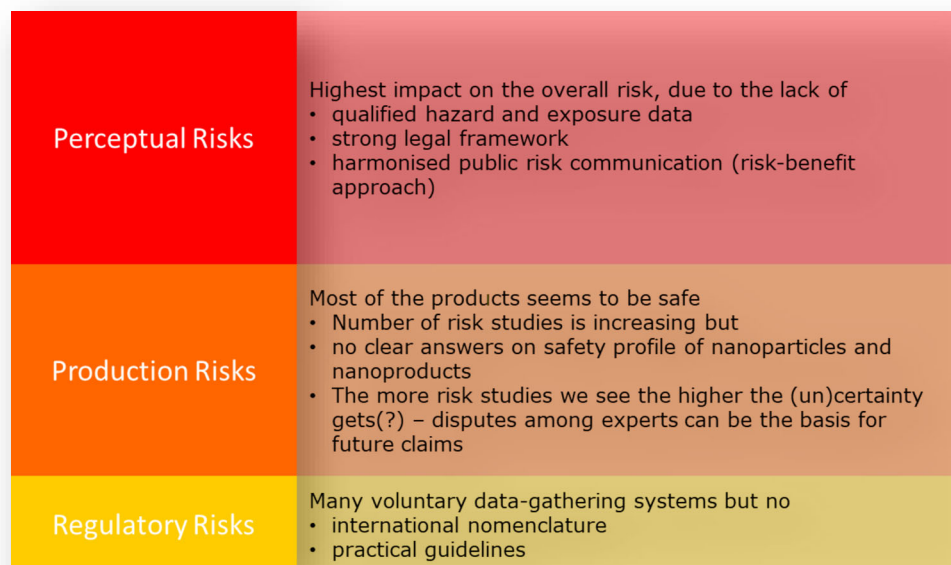 Perceptual Risks
Highest impact on the overall risk, due to the lack of
• qualified hazard and exposure data
• strong legal framework
• harmonised public risk communication (risk-benefit
approach)
Production Risks
Most of the products seems to be safe
• Number of risk studies is increasing but
• no clear answers on safety profile of nanoparticles and
nanoproducts
• The more risk studies we see the higher the (un)certainty
gets(?) – disputes among experts can be the basis for
future claims
Regulatory Risks
Many voluntary data-gathering systems but no
• international nomenclature
• practical guidelines